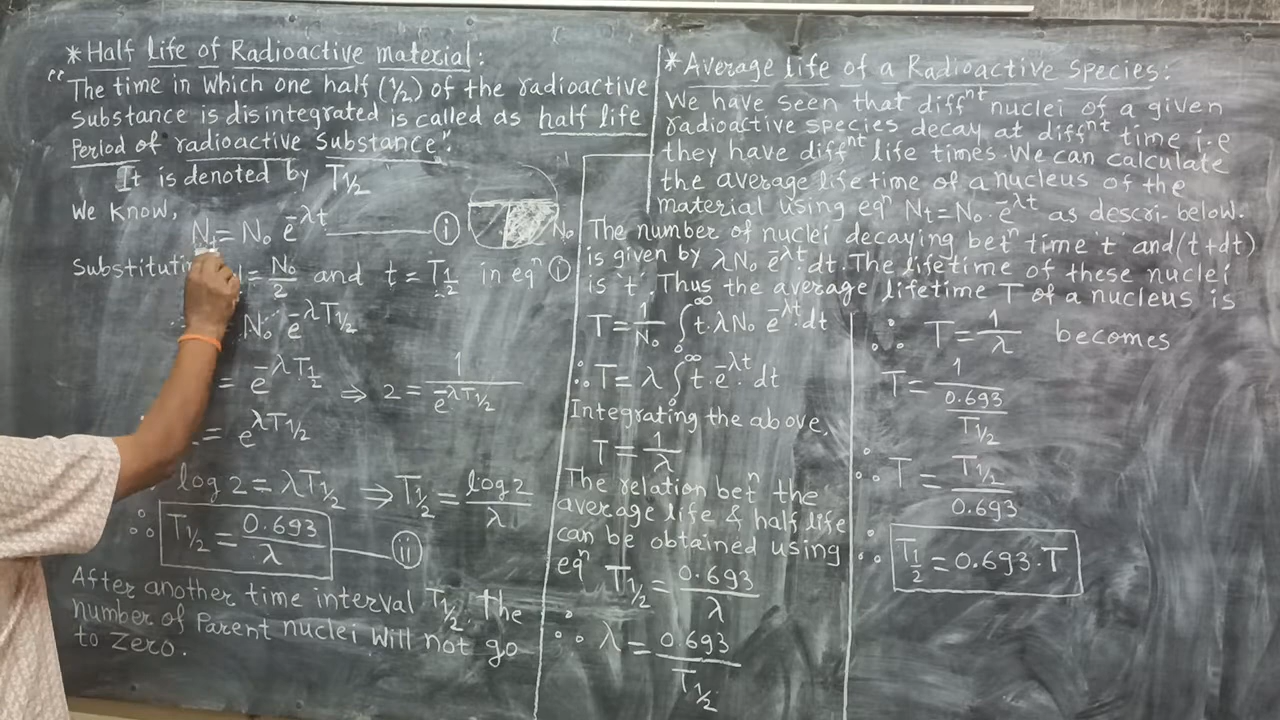 *Half life of Radioactive material:
"The time in which one half (1/2) of the radioactive
Substance is disintegrated is called as half life
Period of radioactive Substance".
It is denoted by T1/2
We know,
Nt = N₀ e^-λt ——— (i)
N₀
= N₀/2 and t = T1/2 in eqⁿ (i)
N₀ e^-λT1/2
= e^-λT1/2 ⇒ 2 = 1/e^-λT1/2
= e^λT1/2
log 2 = λT1/2 ⇒ T1/2 = log 2/λ
∴ T1/2 = 0.693/λ ——— (ii)
After another time interval T1/2, the
number of Parent nuclei will not go
to Zero.
*Average life of a Radioactive Species:
We have seen that diffⁿᵗ nuclei of a given
radioactive species decay at diffⁿᵗ time i.e
they have diffⁿᵗ life times. We can calculate
the average life time of a nucleus of the
material using eqⁿ Nt = N₀ · e^-λt as descri- below.
The number of nuclei decaying betⁿ time 't' and (t+dt)
is given by λN₀ e^-λt · dt. The lifetime of these nuclei
is 't'. Thus the average lifetime T of a nucleus is
T = 1/N₀ ∫₀^∞ t · λN₀ e^-λt · dt
∴ T = λ ∫₀^∞ t · e^-λt · dt
Integrating the above,
T = 1/λ
The relation betⁿ the
average life & half life
can be obtained using
eqⁿ T1/2 = 0.693/λ
∴ λ = 0.693/T1/2
∴ T = 1/λ becomes
T = 1/(0.693/T1/2)
∴ T = T1/2/0.693
∴ T1/2 = 0.693 · T